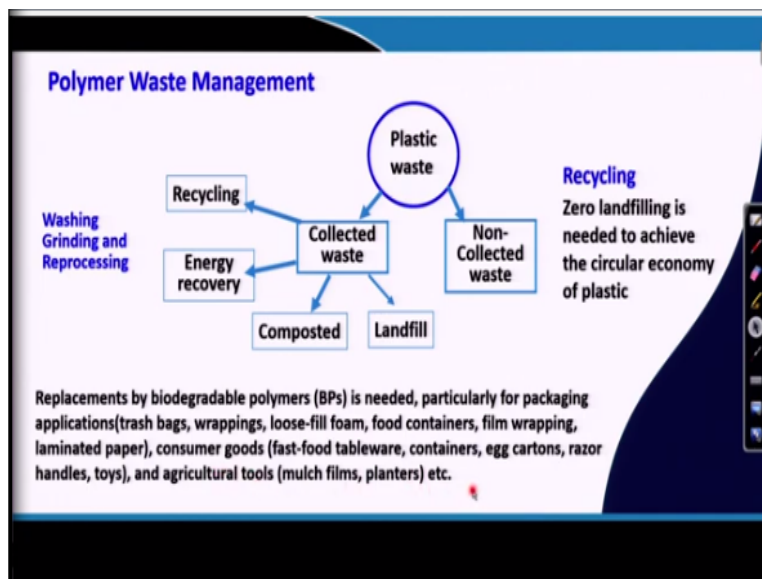 Polymer Waste Management
Plastic
waste
Recycling
Washing
Grinding and
Reprocessing
Energy
recovery
Collected
waste
Non-
Collected
waste
Composted
Landfill
Recycling
Zero landfilling is
needed to achieve
the circular economy
of plastic
Replacements by biodegradable polymers (BPs) is needed, particularly for packaging
applications(trash bags, wrappings, loose-fill foam, food containers, film wrapping,
laminated paper), consumer goods (fast-food tableware, containers, egg cartons, razor
handles, toys), and agricultural tools (mulch films, planters) etc.